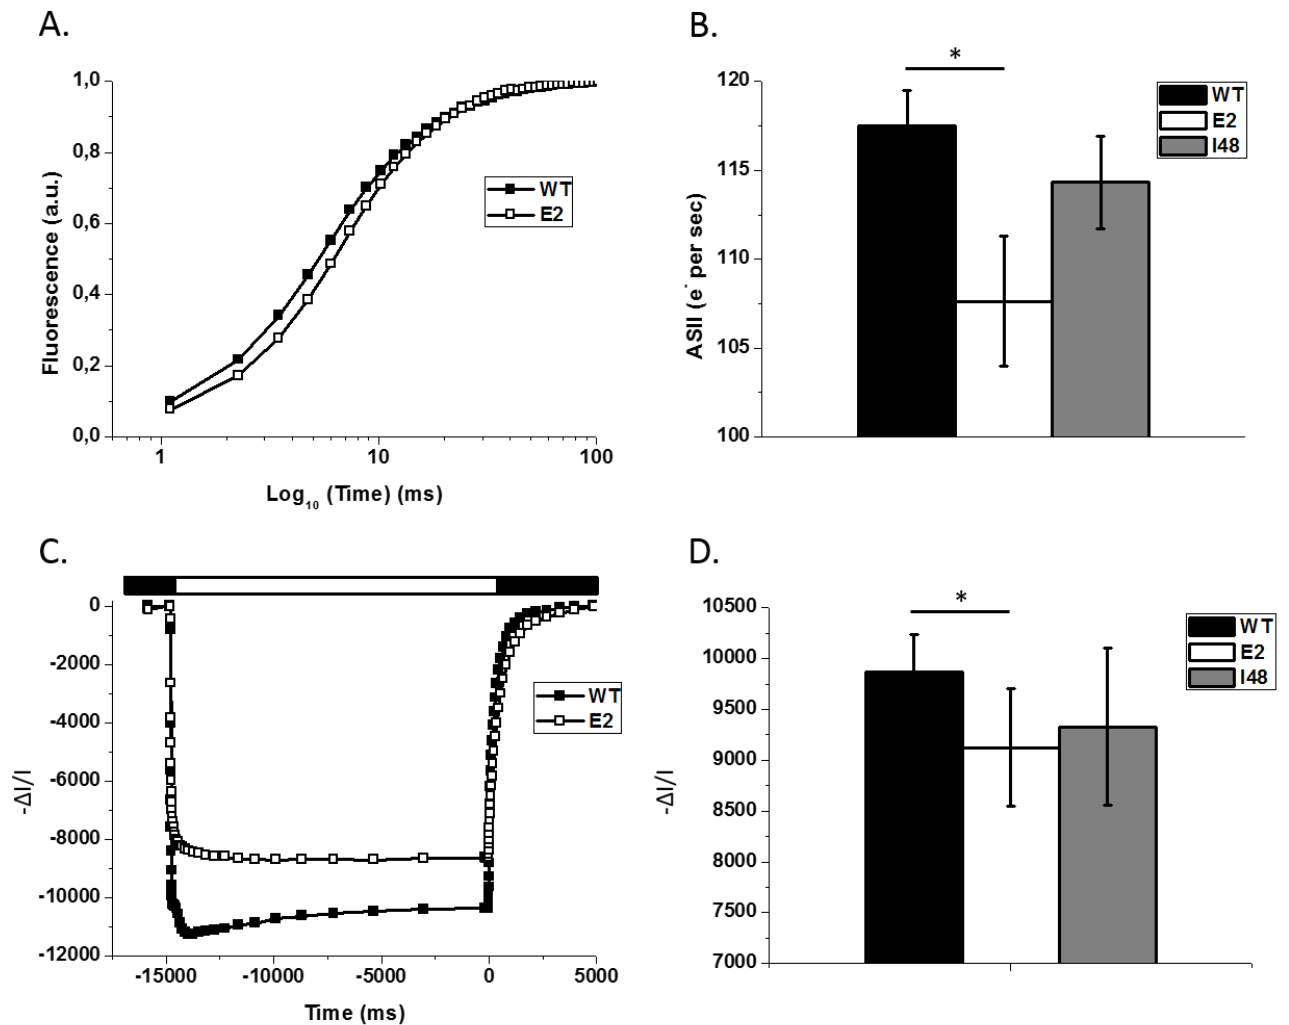 A.
1,0
0,8
0,6
0,4
0,2
0,0
Fluorescence (a.u.)
WT
E2
1
10
100
Log₁₀ (Time) (ms)
B.
*
120
115
110
105
100
ASII (e⁻ per sec)
WT
E2
I48
C.
0
-2000
-4000
-6000
-8000
-10000
-12000
-ΔI/I
WT
E2
-15000
-10000
-5000
0
5000
Time (ms)
D.
*
10500
10000
9500
9000
8500
8000
7500
7000
-ΔI/I
WT
E2
I48